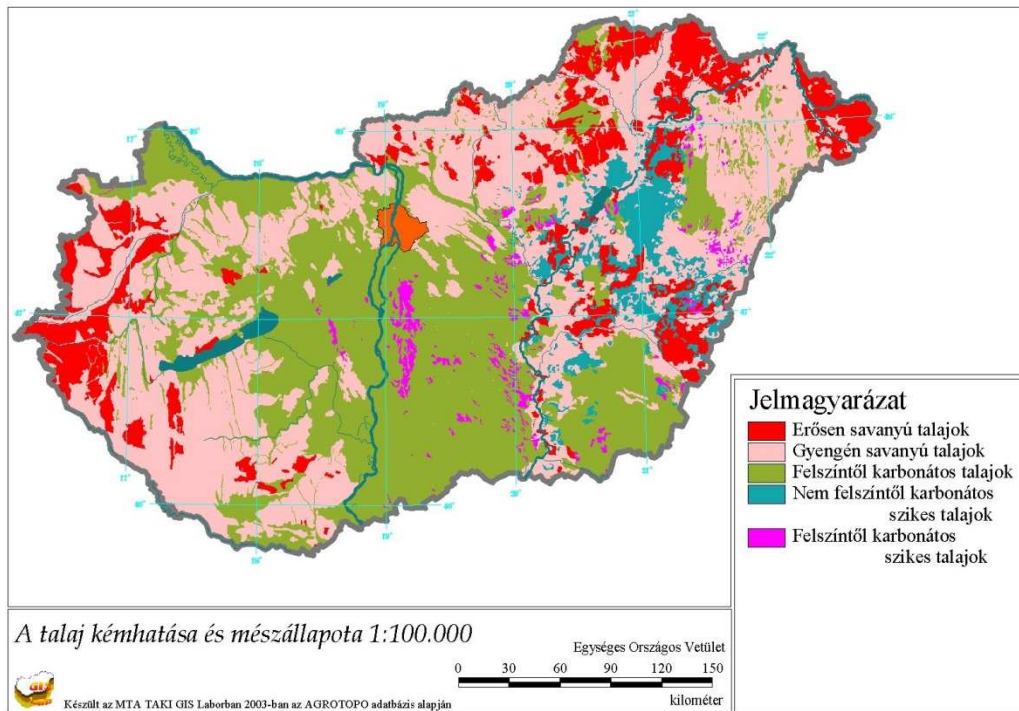 Jelmagyarázat
Erősen savanyú talajok
Gyengén savanyú talajok
Felszíntől karbonátos talajok
Nem felszíntől karbonátos
szikes talajok
Felszíntől karbonátos
szikes talajok
A talaj kémhatása és mészállapota 1:100.000
Egységes Országos Vetület
0 30 60 90 120 150
kilométer
GIS
Készült az MTA TAKI GIS Laborban 2003-ban az AGROTOPO adatbázis alapján